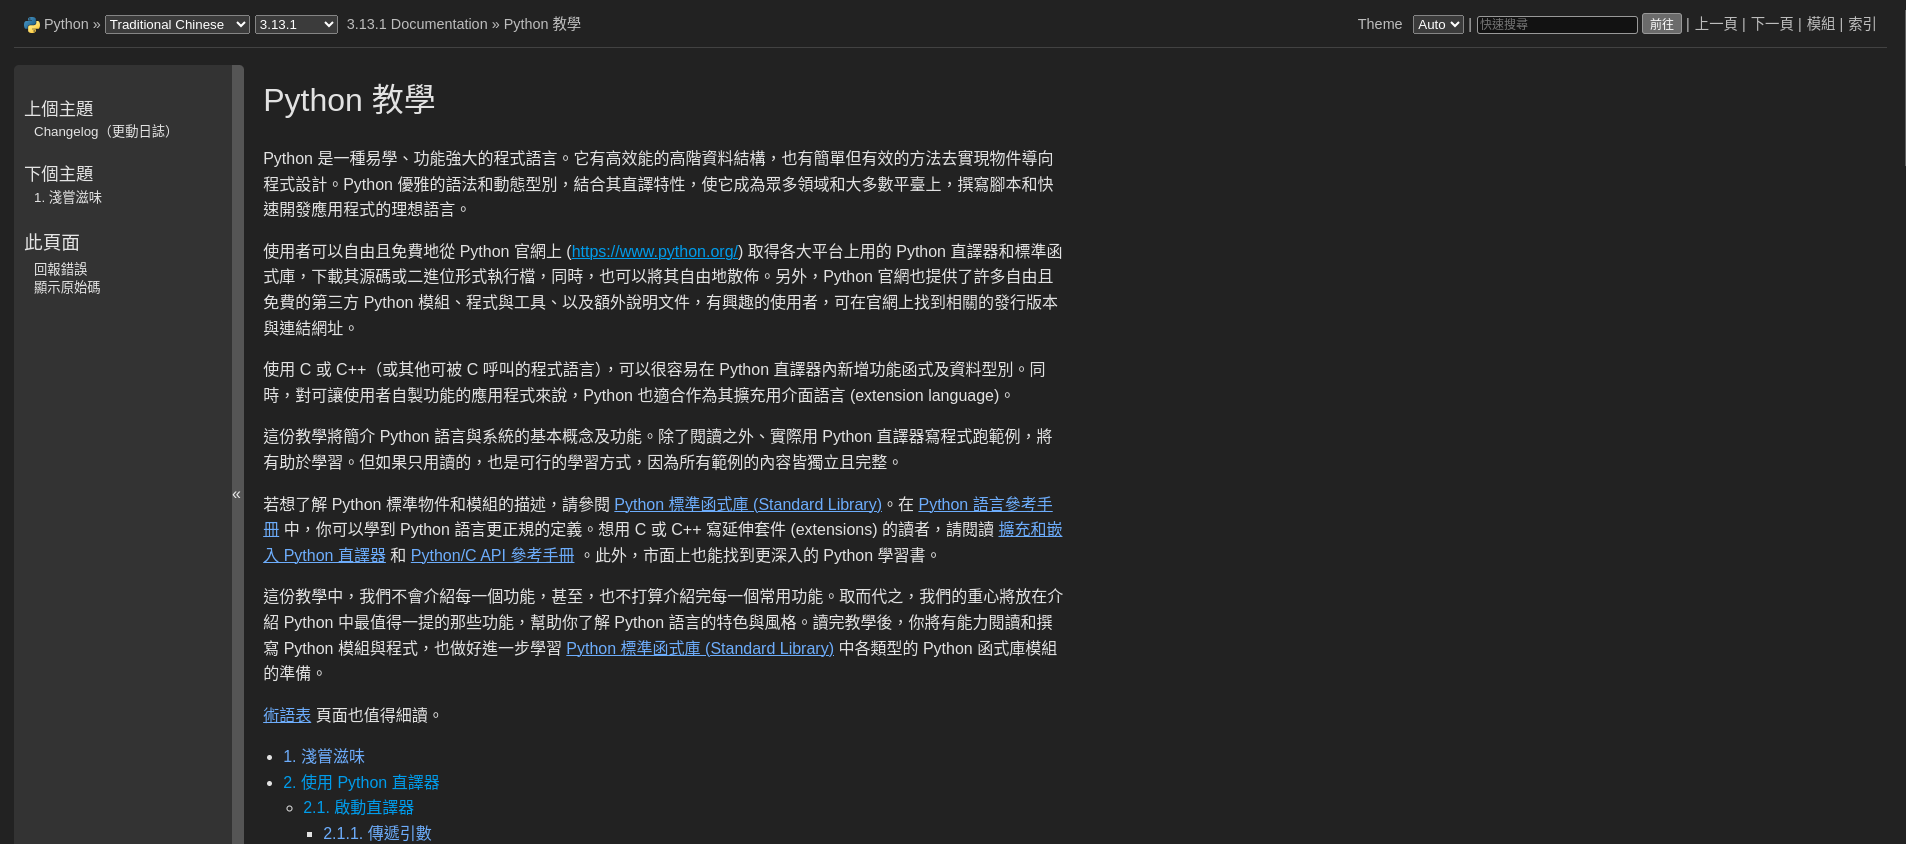 Python » Traditional Chinese 3.13.1 3.13.1 Documentation » Python 教學
Theme Auto | 快速搜尋 前往 | 上一頁 | 下一頁 | 模組 | 索引
上個主題
Changelog（更動日誌）
下個主題
1. 淺嘗滋味
此頁面
回報錯誤
顯示原始碼
«
Python 教學
Python 是一種易學、功能強大的程式語言。它有高效能的高階資料結構，也有簡單但有效的方法去實現物件導向
程式設計。Python 優雅的語法和動態型別，結合其直譯特性，使它成為眾多領域和大多數平臺上，撰寫腳本和快
速開發應用程式的理想語言。
使用者可以自由且免費地從 Python 官網上 (https://www.python.org/) 取得各大平台上用的 Python 直譯器和標準函
式庫，下載其源碼或二進位形式執行檔，同時，也可以將其自由地散佈。另外，Python 官網也提供了許多自由且
免費的第三方 Python 模組、程式與工具、以及額外說明文件，有興趣的使用者，可在官網上找到相關的發行版本
與連結網址。
使用 C 或 C++（或其他可被 C 呼叫的程式語言），可以很容易在 Python 直譯器內新增功能函式及資料型別。同
時，對可讓使用者自製功能的應用程式來說，Python 也適合作為其擴充用介面語言 (extension language)。
這份教學將簡介 Python 語言與系統的基本概念及功能。除了閱讀之外、實際用 Python 直譯器寫程式跑範例，將
有助於學習。但如果只用讀的，也是可行的學習方式，因為所有範例的內容皆獨立且完整。
若想了解 Python 標準物件和模組的描述，請參閱 Python 標準函式庫 (Standard Library)。在 Python 語言參考手
冊 中，你可以學到 Python 語言更正規的定義。想用 C 或 C++ 寫延伸套件 (extensions) 的讀者，請閱讀 擴充和嵌
入 Python 直譯器 和 Python/C API 參考手冊 。此外，市面上也能找到更深入的 Python 學習書。
這份教學中，我們不會介紹每一個功能，甚至，也不打算介紹完每一個常用功能。取而代之，我們的重心將放在介
紹 Python 中最值得一提的那些功能，幫助你了解 Python 語言的特色與風格。讀完教學後，你將有能力閱讀和撰
寫 Python 模組與程式，也做好進一步學習 Python 標準函式庫 (Standard Library) 中各類型的 Python 函式庫模組
的準備。
術語表 頁面也值得細讀。
1. 淺嘗滋味
2. 使用 Python 直譯器
2.1. 啟動直譯器
2.1.1. 傳遞引數